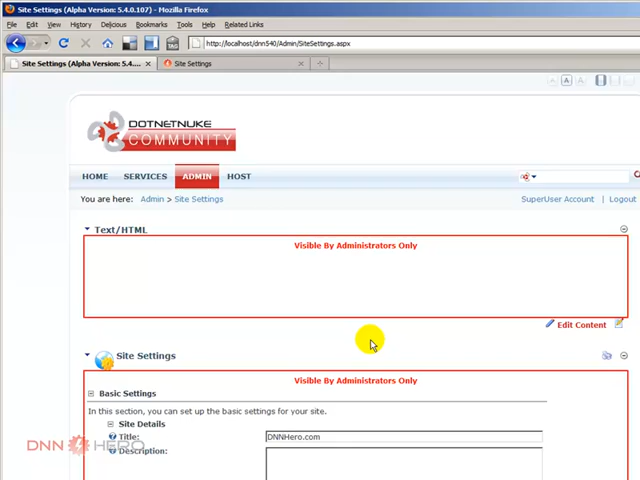 Site Settings (Alpha Version: 5.4.0.107) - Mozilla Firefox
File Edit View History Delicious Bookmarks Tools Help Related Links
TAG
http://localhost/dnn540/Admin/SiteSettings.aspx
Site Settings (Alpha Version: 5.4.... Site Settings
A
DOTNETNUKE
COMMUNITY
HOME SERVICES ADMIN HOST
You are here: Admin > Site Settings
SuperUser Account | Logout
Text/HTML
Visible By Administrators Only
Edit Content
Site Settings
Visible By Administrators Only
Basic Settings
In this section, you can set up the basic settings for your site.
Site Details
Title: DNNHero.com
Description:
DNN HERO